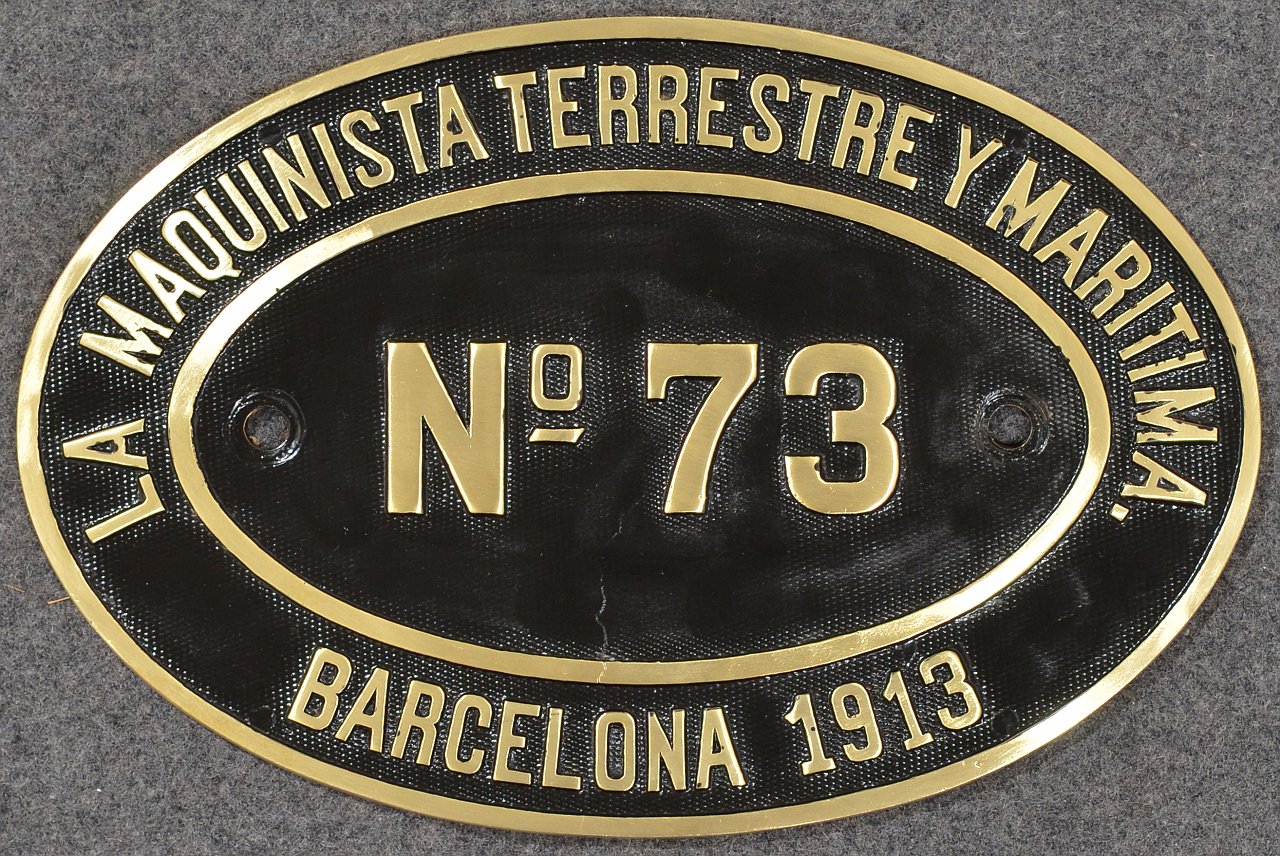 LA MAQUINISTA TERRESTRE Y MARITIMA.
Nº 73
BARCELONA 1913